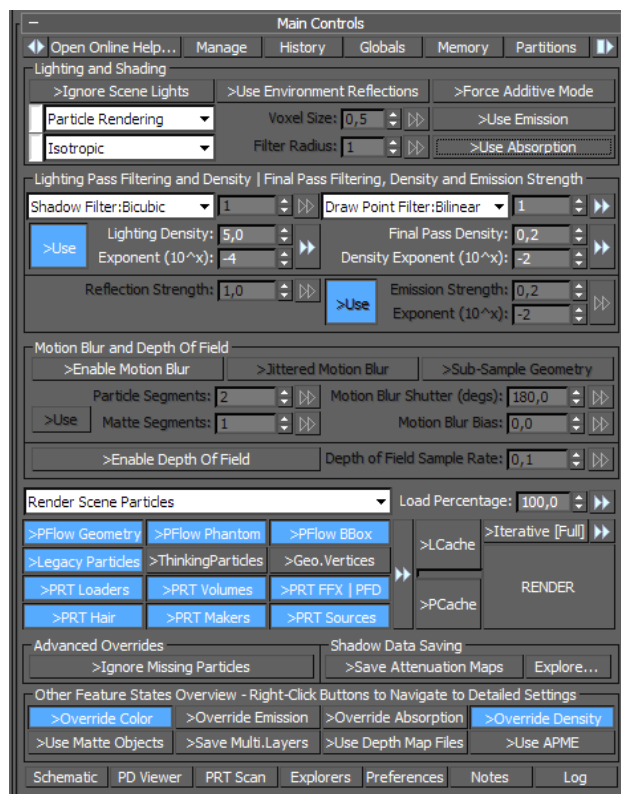 Main Controls
Open Online Help... Manage History Globals Memory Partitions
Lighting and Shading
>Ignore Scene Lights >Use Environment Reflections >Force Additive Mode
Particle Rendering Voxel Size: 0,5 >Use Emission
Isotropic Filter Radius: 1 >Use Absorption
Lighting Pass Filtering and Density | Final Pass Filtering, Density and Emission Strength
Shadow Filter:Bicubic 1 Draw Point Filter:Bilinear 1
>Use Lighting Density: 5,0 Final Pass Density: 0,2
Exponent (10^x): -4 Density Exponent (10^x): -2
Reflection Strength: 1,0 >Use Emission Strength: 0,2
Exponent (10^x): -2
Motion Blur and Depth Of Field
>Enable Motion Blur >Jittered Motion Blur >Sub-Sample Geometry
Particle Segments: 2 Motion Blur Shutter (degs): 180,0
>Use Matte Segments: 1 Motion Blur Bias: 0,0
>Enable Depth Of Field Depth of Field Sample Rate: 0,1
Render Scene Particles Load Percentage: 100,0
>PFlow Geometry >PFlow Phantom >PFlow BBox >LCache >Iterative [Full]
>Legacy Particles >ThinkingParticles >Geo.Vertices
>PRT Loaders >PRT Volumes >PRT FFX | PFD >PCache RENDER
>PRT Hair >PRT Makers >PRT Sources
Advanced Overrides Shadow Data Saving
>Ignore Missing Particles >Save Attenuation Maps Explore...
Other Feature States Overview - Right-Click Buttons to Navigate to Detailed Settings
>Override Color >Override Emission >Override Absorption >Override Density
>Use Matte Objects >Save Multi.Layers >Use Depth Map Files >Use APME
Schematic PD Viewer PRT Scan Explorers Preferences Notes Log